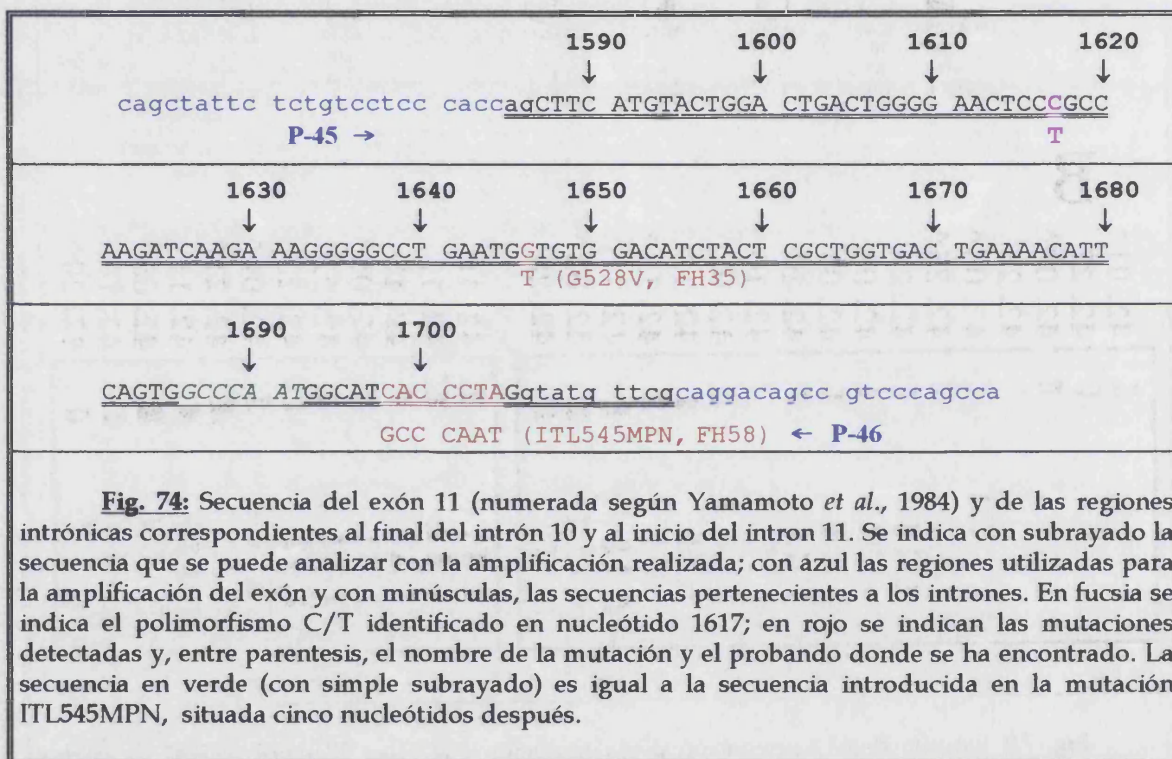 1590 1600 1610 1620
↓ ↓ ↓ ↓
cagctattc tctgtcctcc caccagCTTC ATGTACTGGA CTGACTGGGG AACTCCCGCC
P-45 → T
1630 1640 1650 1660 1670 1680
↓ ↓ ↓ ↓ ↓ ↓
AAGATCAAGA AAGGGGGCCT GAATGGTGTG GACATCTACT CGCTGGTGAC TGAAAACATT
T (G528V, FH35)
1690 1700
↓ ↓
CAGTGGCCCA ATGGCATCAC CCTAGgtatg ttcgcaggacagcc gtcccagcca
GCC CAAT (ITL545MPN, FH58) ← P-46
Fig. 74: Secuencia del exón 11 (numerada según Yamamoto et al., 1984) y de las regiones
intrónicas correspondientes al final del intrón 10 y al inicio del intron 11. Se indica con subrayado la
secuencia que se puede analizar con la amplificación realizada; con azul las regiones utilizadas para
la amplificación del exón y con minúsculas, las secuencias pertenecientes a los intrones. En fucsia se
indica el polimorfismo C/T identificado en nucleótido 1617; en rojo se indican las mutaciones
detectadas y, entre parentesis, el nombre de la mutación y el probando donde se ha encontrado. La
secuencia en verde (con simple subrayado) es igual a la secuencia introducida en la mutación
ITL545MPN, situada cinco nucleótidos después.